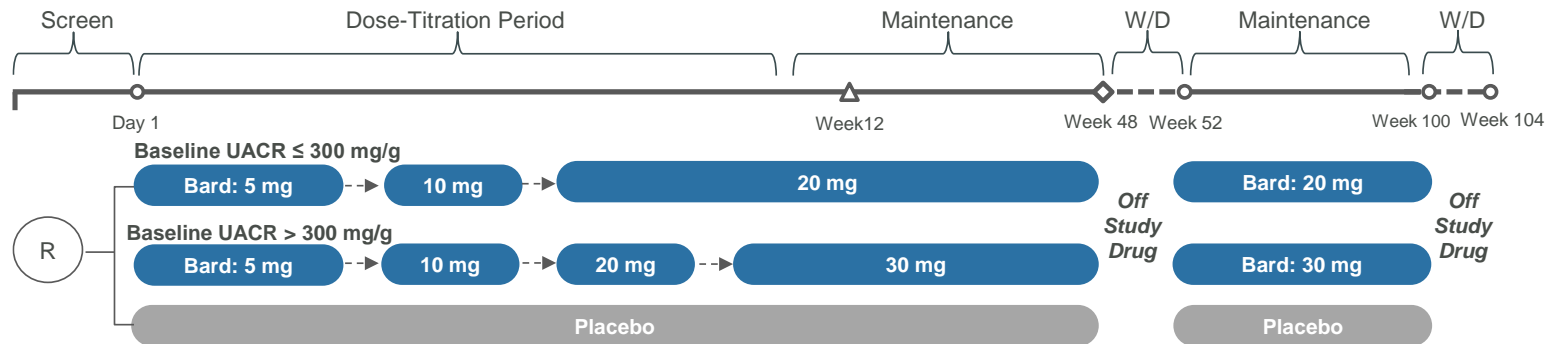 Screen Dose-Titration Period Maintenance W/D Maintenance W/D
Day 1 Week12 Week 48 Week 52 Week 100 Week 104
Baseline UACR ≤ 300 mg/g
Bard: 5 mg 10 mg 20 mg Bard: 20 mg
Off
Study
Drug
Off
Study
Drug
R
Baseline UACR > 300 mg/g
Bard: 5 mg 10 mg 20 mg 30 mg Bard: 30 mg
Placebo Placebo